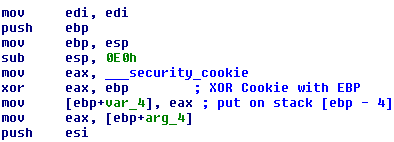 mov     edi, edi
push    ebp
mov     ebp, esp
sub     esp, 0E0h
mov     eax, ___security_cookie
xor     eax, ebp        ; XOR Cookie with EBP
mov     [ebp+var_4], eax ; put on stack [ebp - 4]
mov     eax, [ebp+arg_4]
push    esi